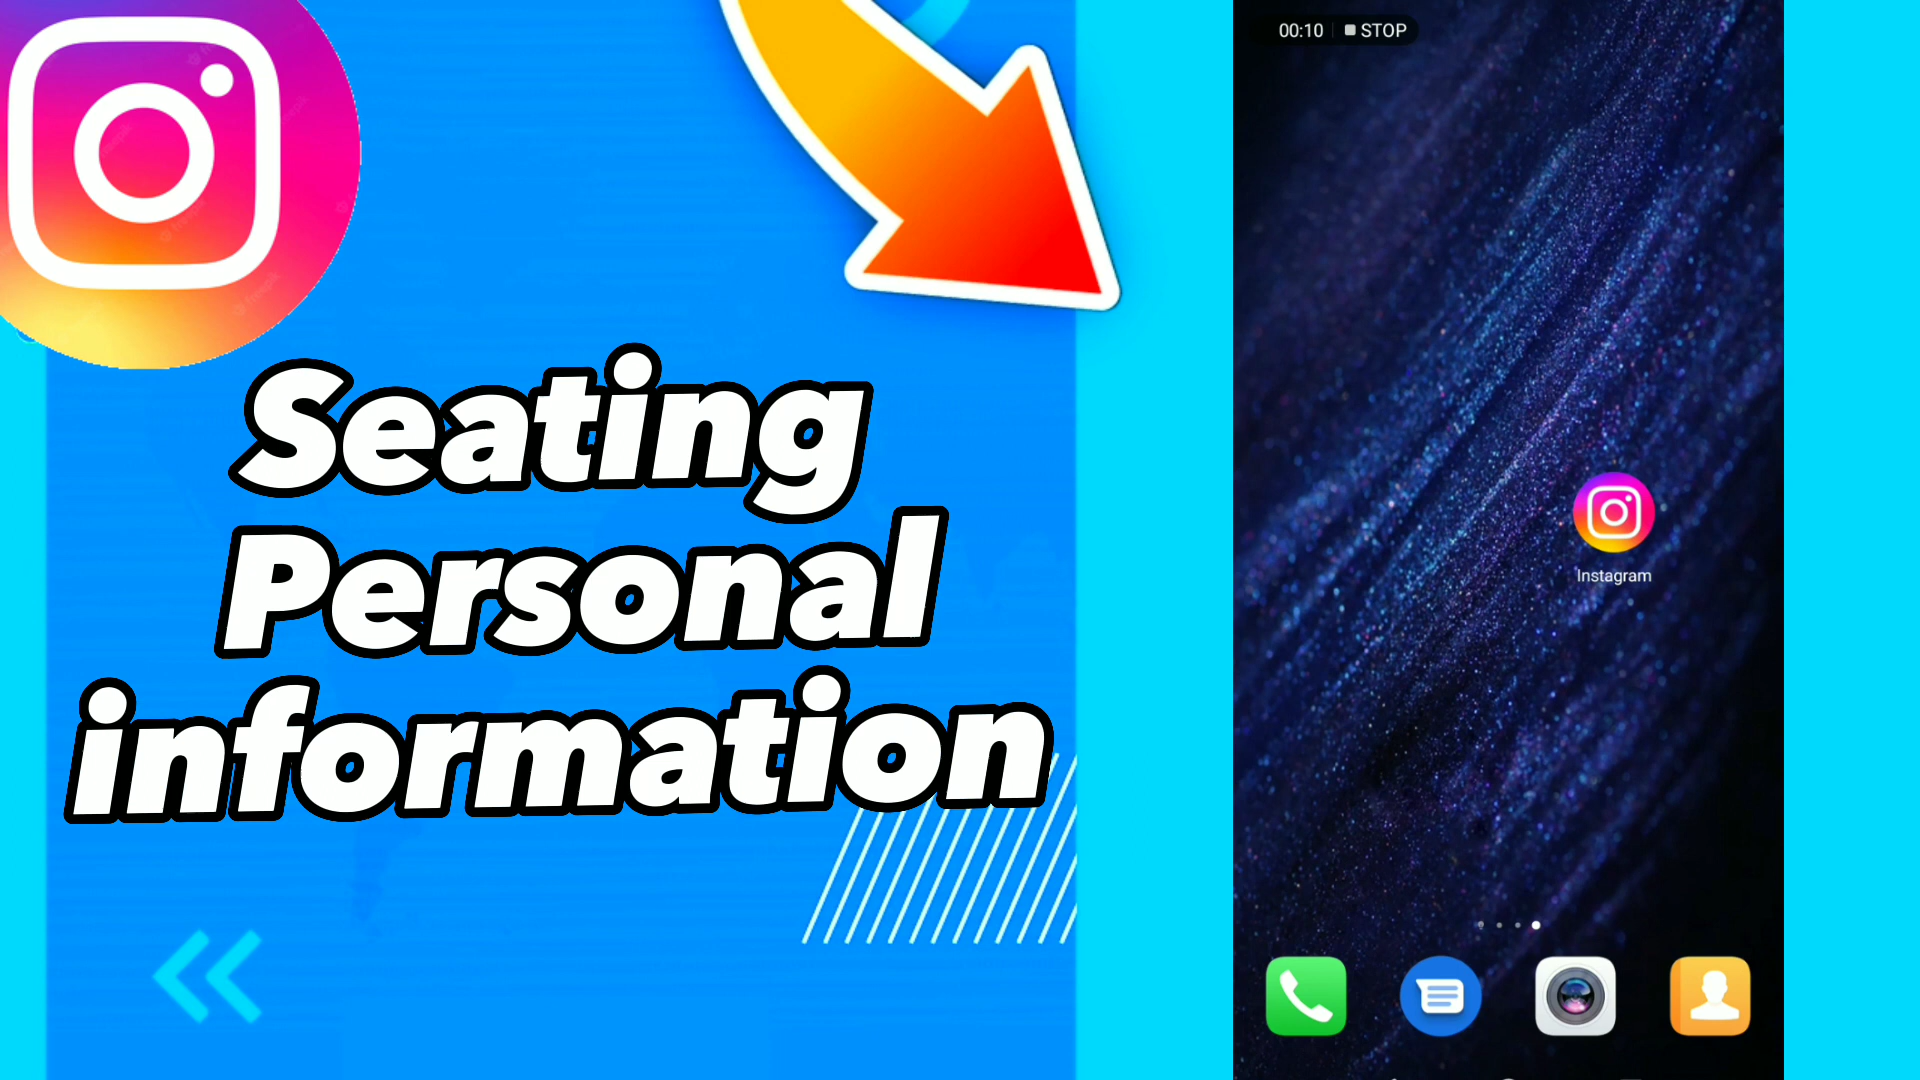 Seating
Personal
information
00:10 STOP
Instagram